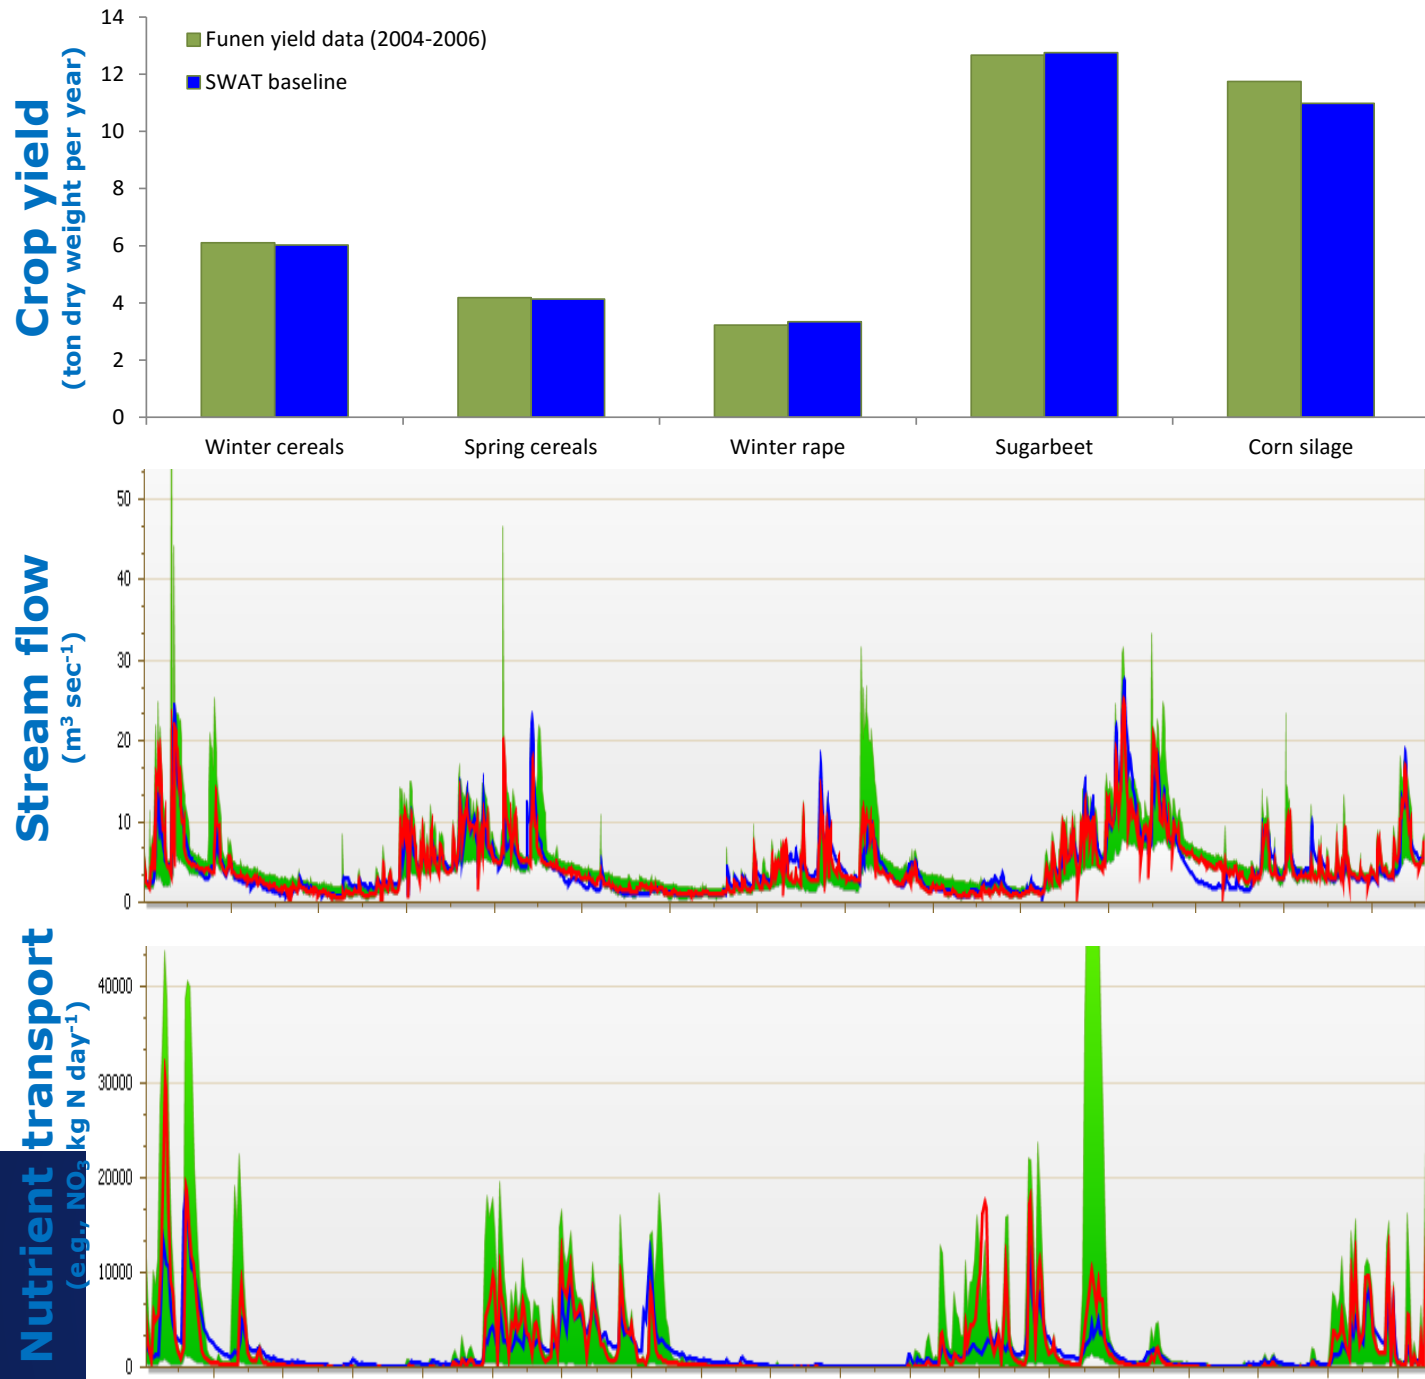 14
12
10
8
6
4
2
0
Crop yield
(ton dry weight per year)
Funen yield data (2004-2006)
SWAT baseline
Winter cereals
Spring cereals
Winter rape
Sugarbeet
Corn silage
50
40
30
20
10
0
Stream flow
(m³ sec⁻¹)
40000
30000
20000
10000
0
Nutrient transport
(e.g., NO₃ kg N day⁻¹)